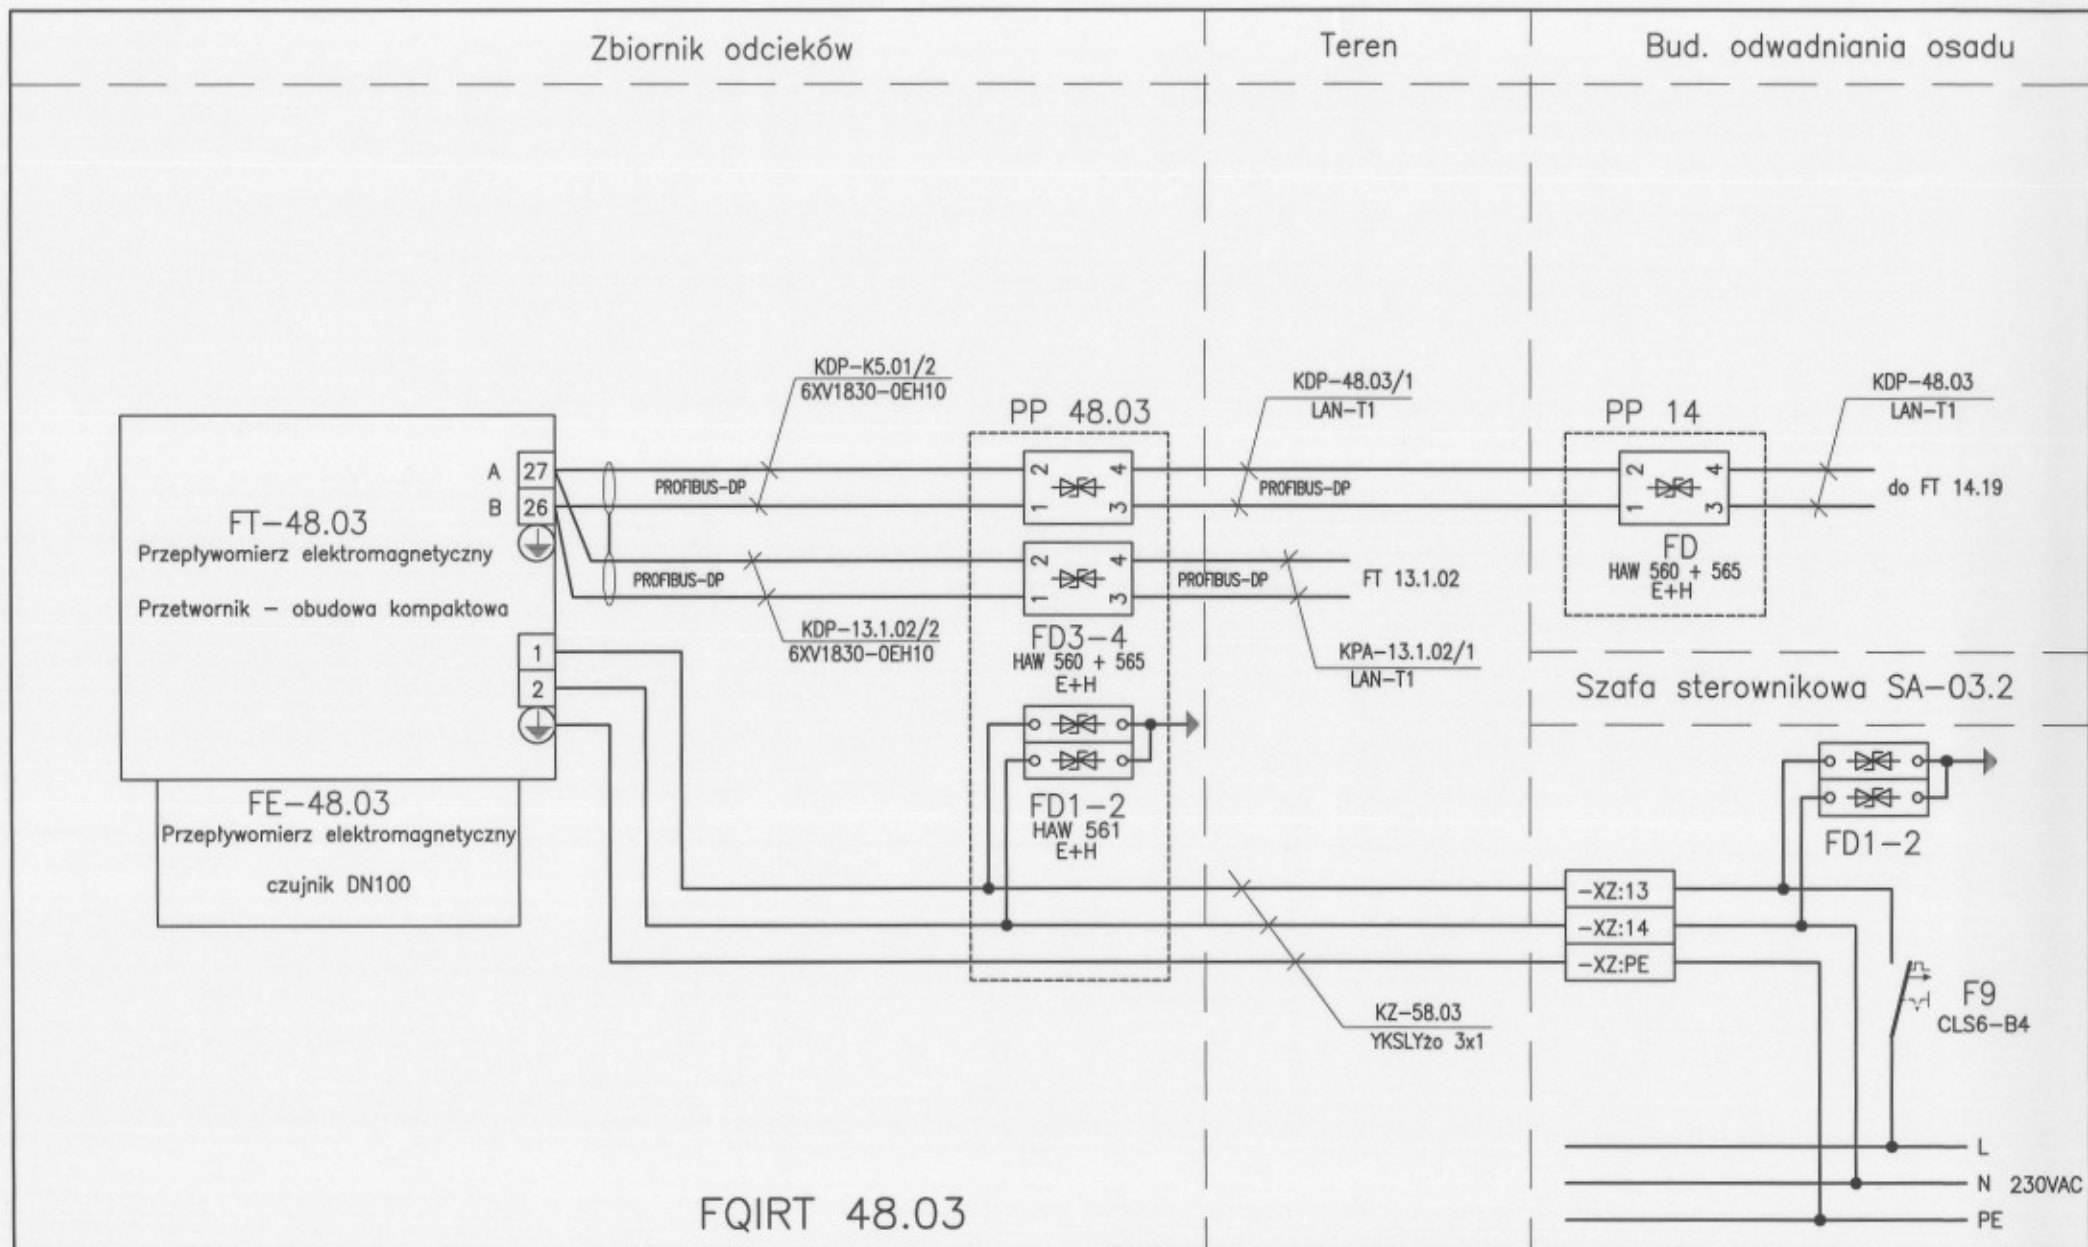 Zbiornik odcieków
Teren
Bud. odwadniania osadu
KDP-K5.01/2
6XV1830-0EH10
KDP-48.03/1
LAN-T1
KDP-48.03
LAN-T1
PP 48.03
PP 14
A 27
B 26
PROFIBUS-DP
2 4
1 3
PROFIBUS-DP
2 4
1 3
do FT 14.19
FT-48.03
Przepływomierz elektromagnetyczny
Przetwornik – obudowa kompaktowa
PROFIBUS-DP
2 4
1 3
PROFIBUS-DP
FT 13.1.02
FD
HAW 560 + 565
E+H
KDP-13.1.02/2
6XV1830-0EH10
FD3-4
HAW 560 + 565
E+H
KPA-13.1.02/1
LAN-T1
1
2
Szafa sterownikowa SA-03.2
FE-48.03
Przepływomierz elektromagnetyczny
czujnik DN100
FD1-2
HAW 561
E+H
FD1-2
-XZ:13
-XZ:14
-XZ:PE
KZ-58.03
YKSLYżo 3x1
F9
CLS6-B4
L
N 230VAC
PE
FQIRT 48.03